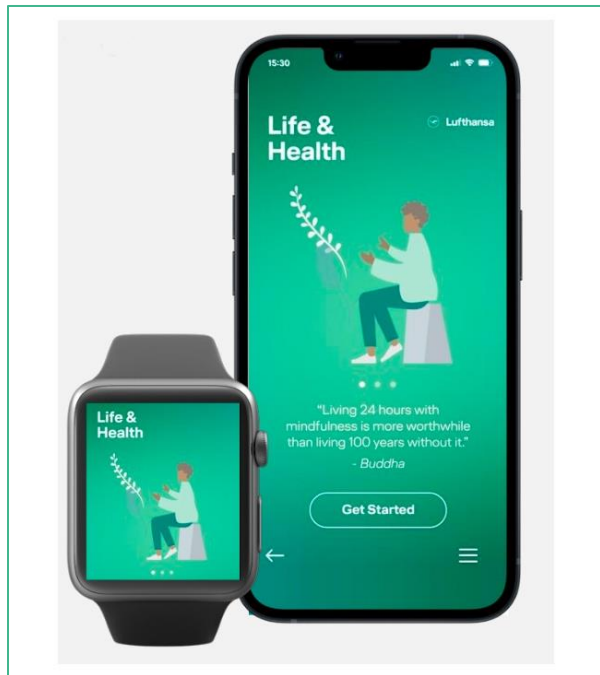 15:30
Life &
Health
Lufthansa
“Living 24 hours with
mindfulness is more worthwhile
than living 100 years without it.”
- Buddha
Get Started
Life &
Health